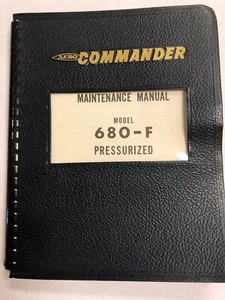 AERO COMMANDER
MAINTENANCE MANUAL
MODEL
680-F
PRESSURIZED